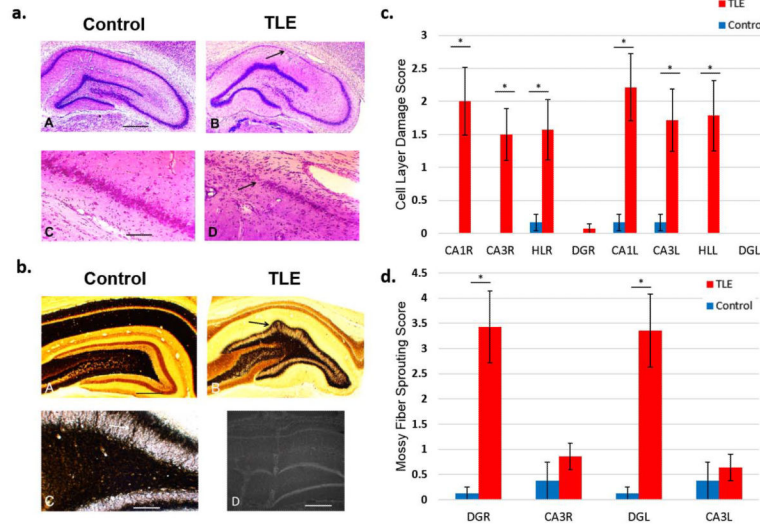 a.
Control
TLE
A
B
C
D
b.
Control
TLE
A
B
C
D
c.
TLE
Control
Cell Layer Damage Score
3
2.5
2
1.5
1
0.5
0
* * * * * *
CA1R CA3R HLR DGR CA1L CA3L HLL DGL
d.
TLE
Control
Mossy Fiber Sprouting Score
4.5
4
3.5
3
2.5
2
1.5
1
0.5
0
* *
DGR CA3R DGL CA3L